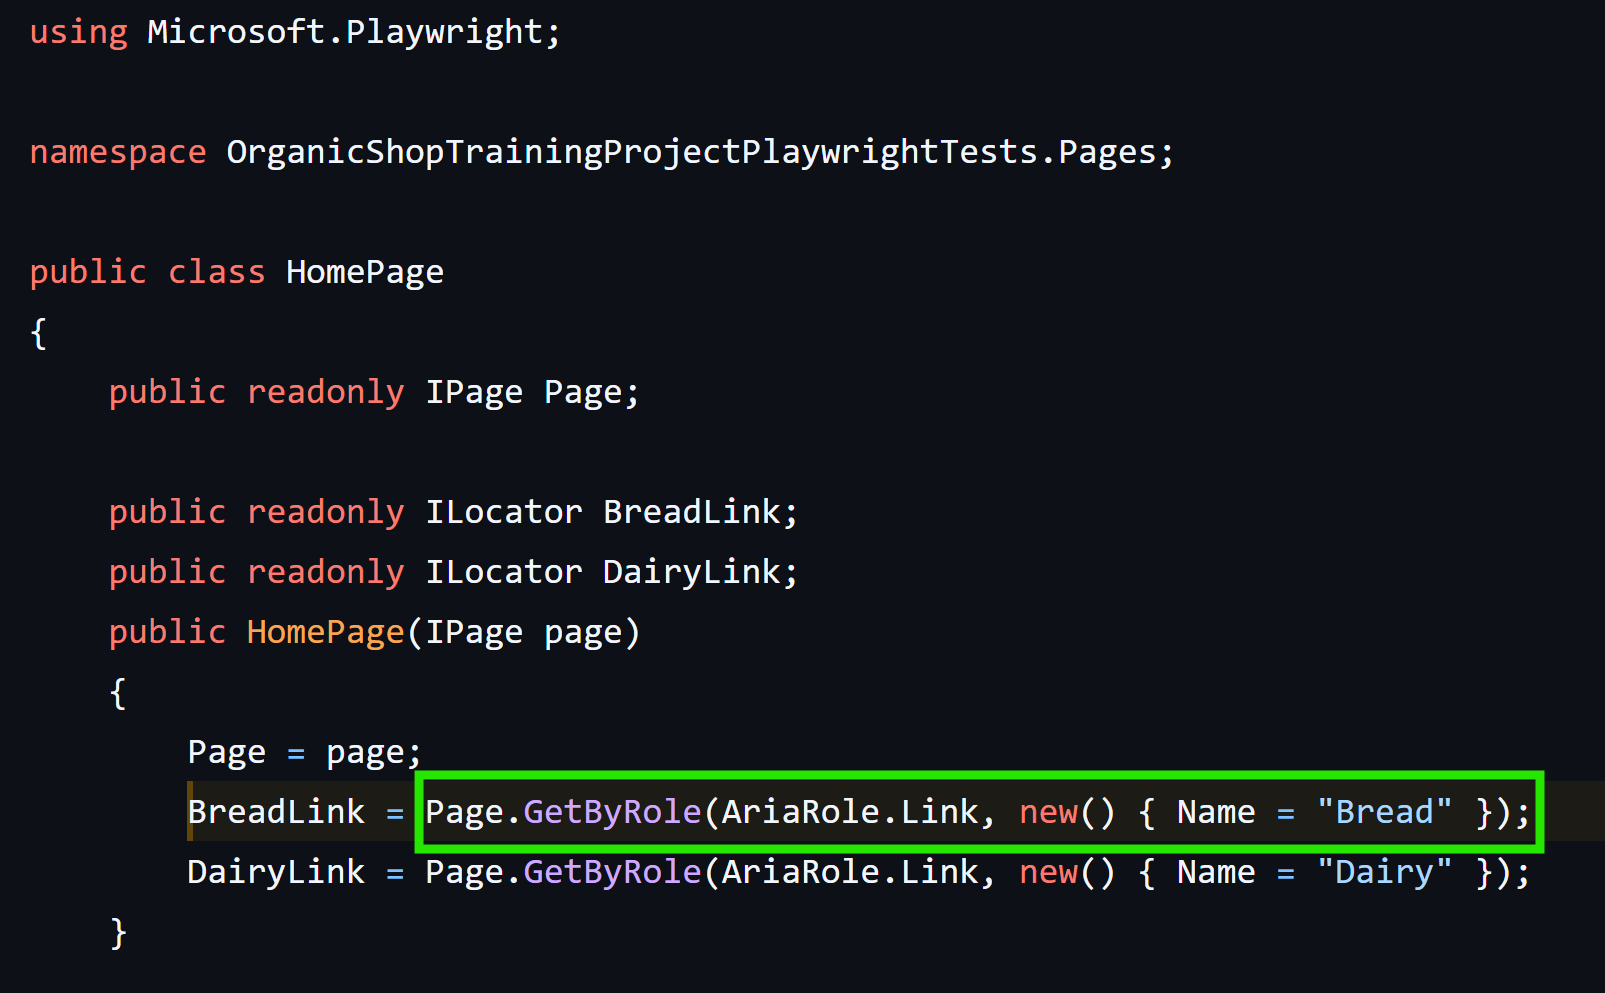 using Microsoft.Playwright;
namespace OrganicShopTrainingProjectPlaywrightTests.Pages;
public class HomePage
{
    public readonly IPage Page;
    public readonly ILocator BreadLink;
    public readonly ILocator DairyLink;
    public HomePage(IPage page)
    {
        Page = page;
        BreadLink = Page.GetByRole(AriaRole.Link, new() { Name = "Bread" });
        DairyLink = Page.GetByRole(AriaRole.Link, new() { Name = "Dairy" });
    }